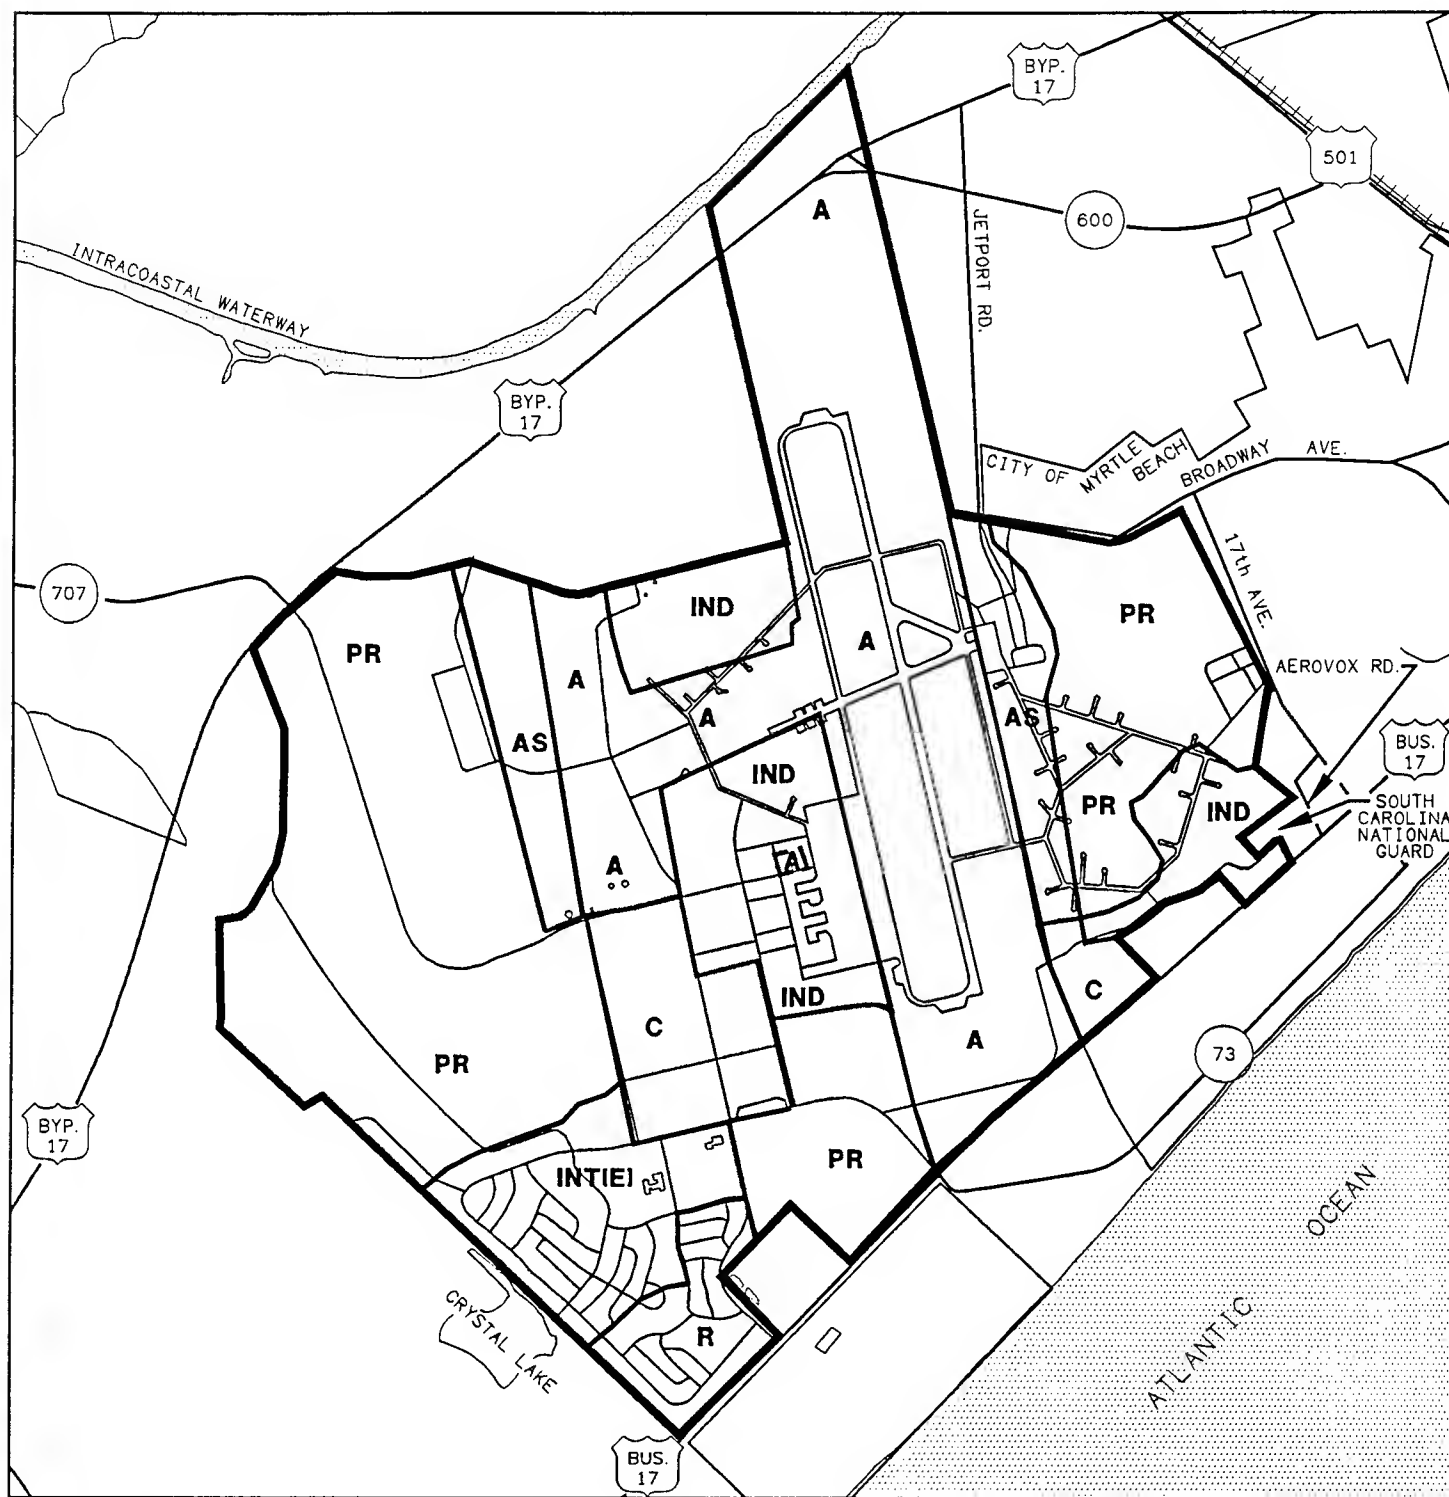 BYP.
17
501
A
600
JETPORT RD.
INTRACOASTAL WATERWAY
BYP.
17
CITY OF MYRTLE
BEACH
BROADWAY AVE.
17th AVE.
707
IND
PR
PR
A
A
AEROVOX RD.
AS
A
AS
BUS.
17
IND
PR
IND
SOUTH
CAROLINA
NATIONAL
GUARD
A
A
C
IND
C
A
PR
73
BYP.
17
PR
INT[E]
OCEAN
ATLANTIC
CRYSTAL LAKE
R
BUS.
17